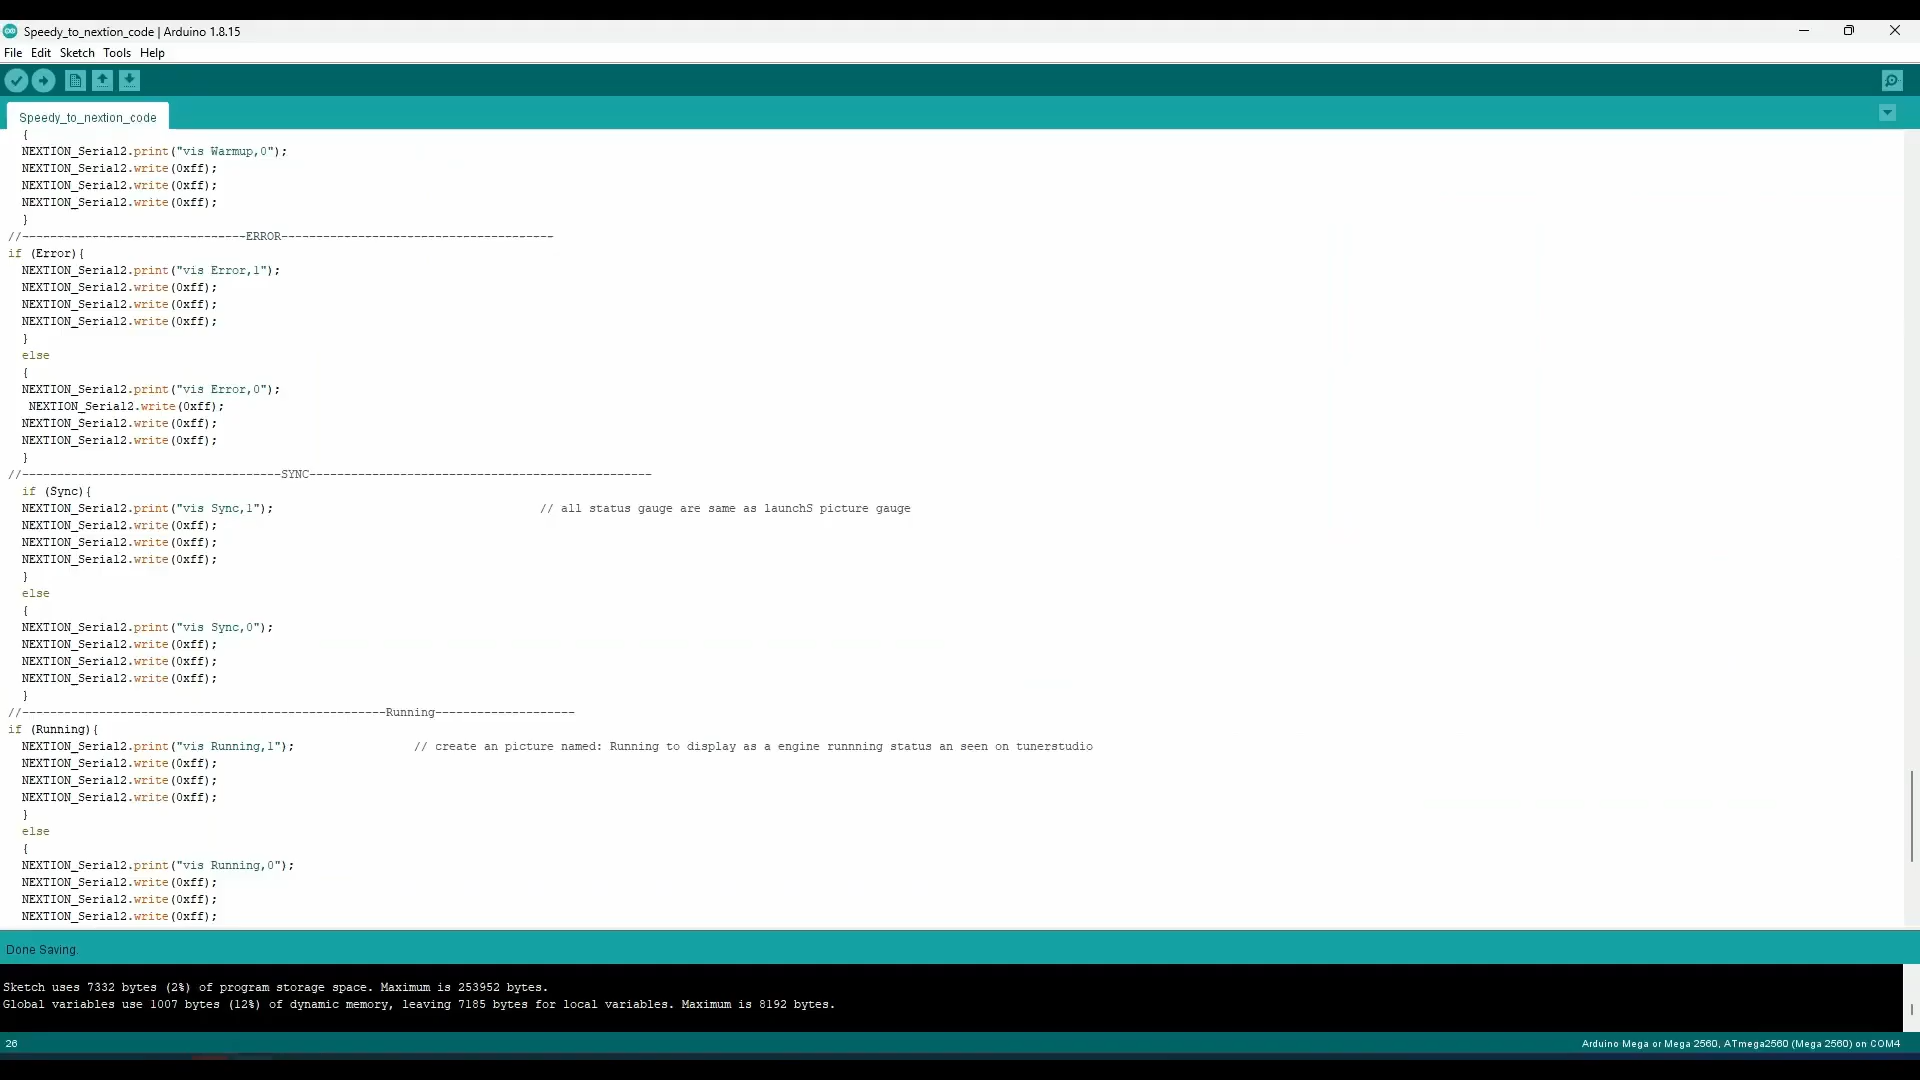 Speedy_to_nextion_code | Arduino 1.8.15
File Edit Sketch Tools Help
Speedy_to_nextion_code
{
NEXTION_Serial2.print("vis Warmup,0");
NEXTION_Serial2.write(0xff);
NEXTION_Serial2.write(0xff);
NEXTION_Serial2.write(0xff);
}
//--------------------------------ERROR---------------------------------------
if (Error){
NEXTION_Serial2.print("vis Error,1");
NEXTION_Serial2.write(0xff);
NEXTION_Serial2.write(0xff);
NEXTION_Serial2.write(0xff);
}
else
{
NEXTION_Serial2.print("vis Error,0");
NEXTION_Serial2.write(0xff);
NEXTION_Serial2.write(0xff);
NEXTION_Serial2.write(0xff);
}
//-------------------------------------SYNC-------------------------------------------------
if (Sync){
NEXTION_Serial2.print("vis Sync,1"); // all status gauge are same as launchS picture gauge
NEXTION_Serial2.write(0xff);
NEXTION_Serial2.write(0xff);
NEXTION_Serial2.write(0xff);
}
else
{
NEXTION_Serial2.print("vis Sync,0");
NEXTION_Serial2.write(0xff);
NEXTION_Serial2.write(0xff);
NEXTION_Serial2.write(0xff);
}
//----------------------------------------------------Running--------------------
if (Running){
NEXTION_Serial2.print("vis Running,1"); // create an picture named: Running to display as a engine runnning status an seen on tunerstudio
NEXTION_Serial2.write(0xff);
NEXTION_Serial2.write(0xff);
NEXTION_Serial2.write(0xff);
}
else
{
NEXTION_Serial2.print("vis Running,0");
NEXTION_Serial2.write(0xff);
NEXTION_Serial2.write(0xff);
NEXTION_Serial2.write(0xff);
Done Saving.
Sketch uses 7332 bytes (2%) of program storage space. Maximum is 253952 bytes.
Global variables use 1007 bytes (12%) of dynamic memory, leaving 7185 bytes for local variables. Maximum is 8192 bytes.
26 Arduino Mega or Mega 2560, ATmega2560 (Mega 2560) on COM4